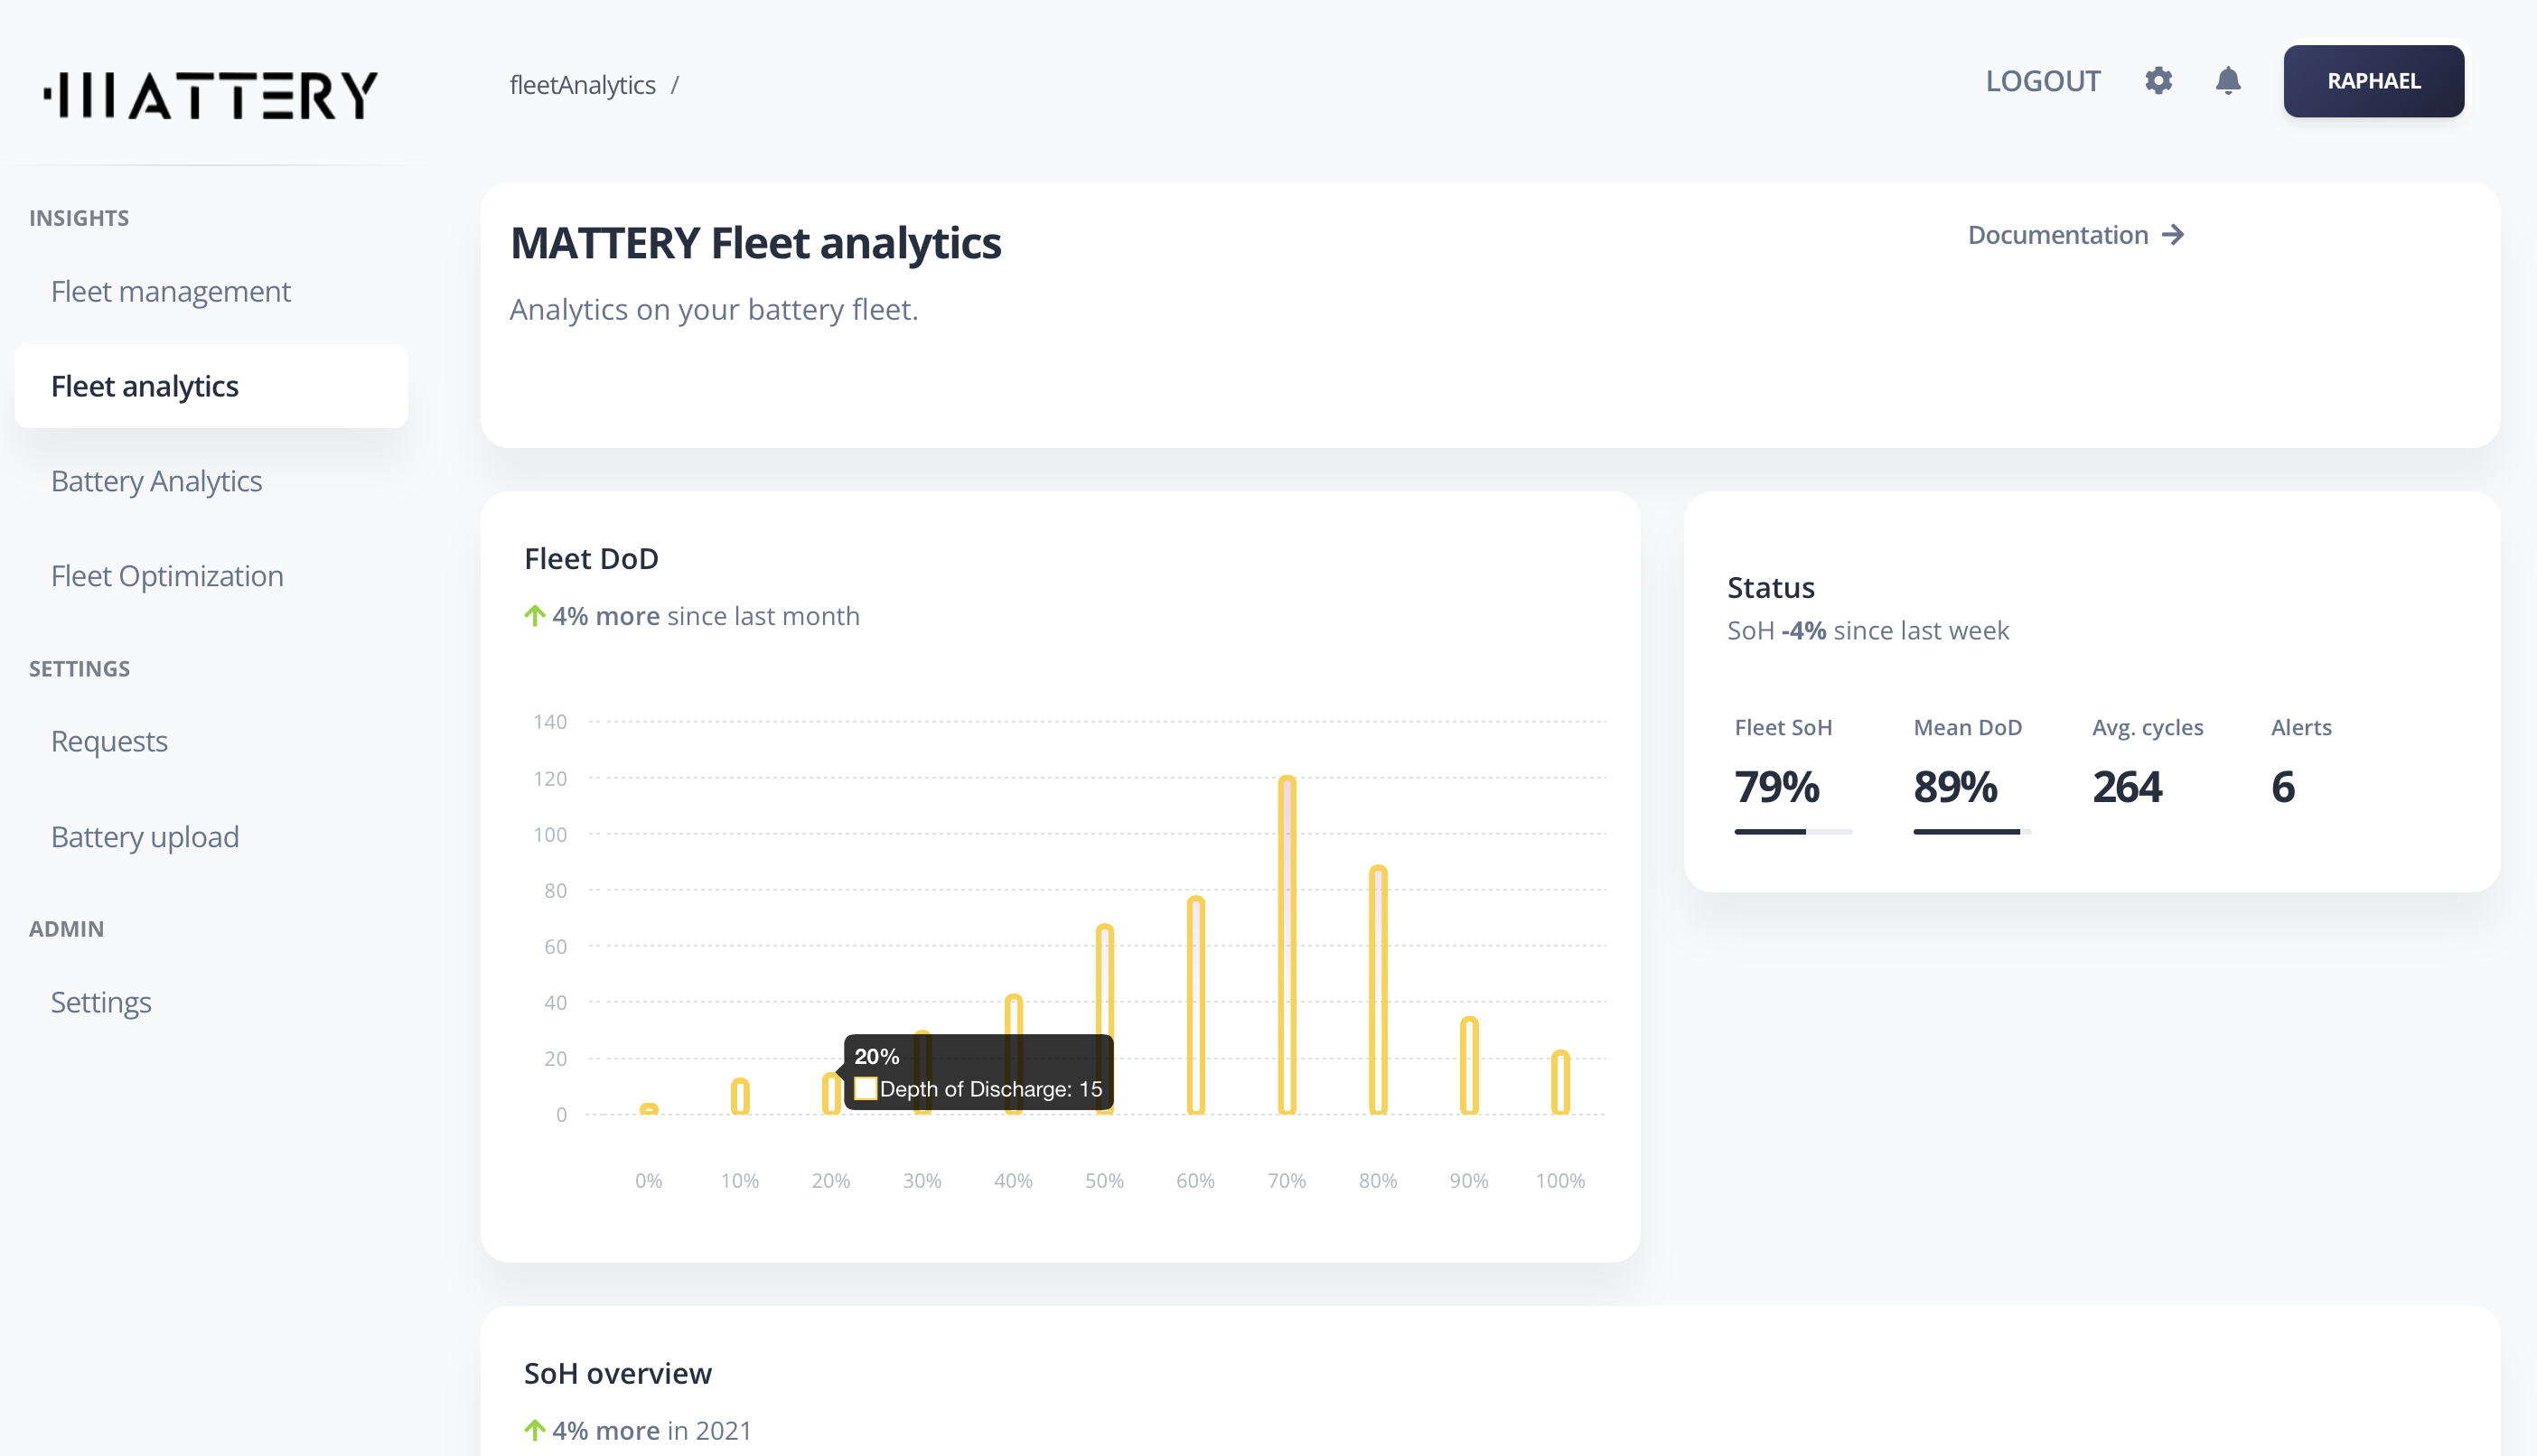 MATTERY
fleetAnalytics /
LOGOUT
RAPHAEL
INSIGHTS
Fleet management
Fleet analytics
Battery Analytics
Fleet Optimization
SETTINGS
Requests
Battery upload
ADMIN
Settings
MATTERY Fleet analytics
Documentation
Analytics on your battery fleet.
Fleet DoD
4% more since last month
140
120
100
80
60
40
20
0
20%
Depth of Discharge: 15
0% 10% 20% 30% 40% 50% 60% 70% 80% 90% 100%
Status
SoH -4% since last week
Fleet SoH Mean DoD Avg. cycles Alerts
79% 89% 264 6
SoH overview
4% more in 2021